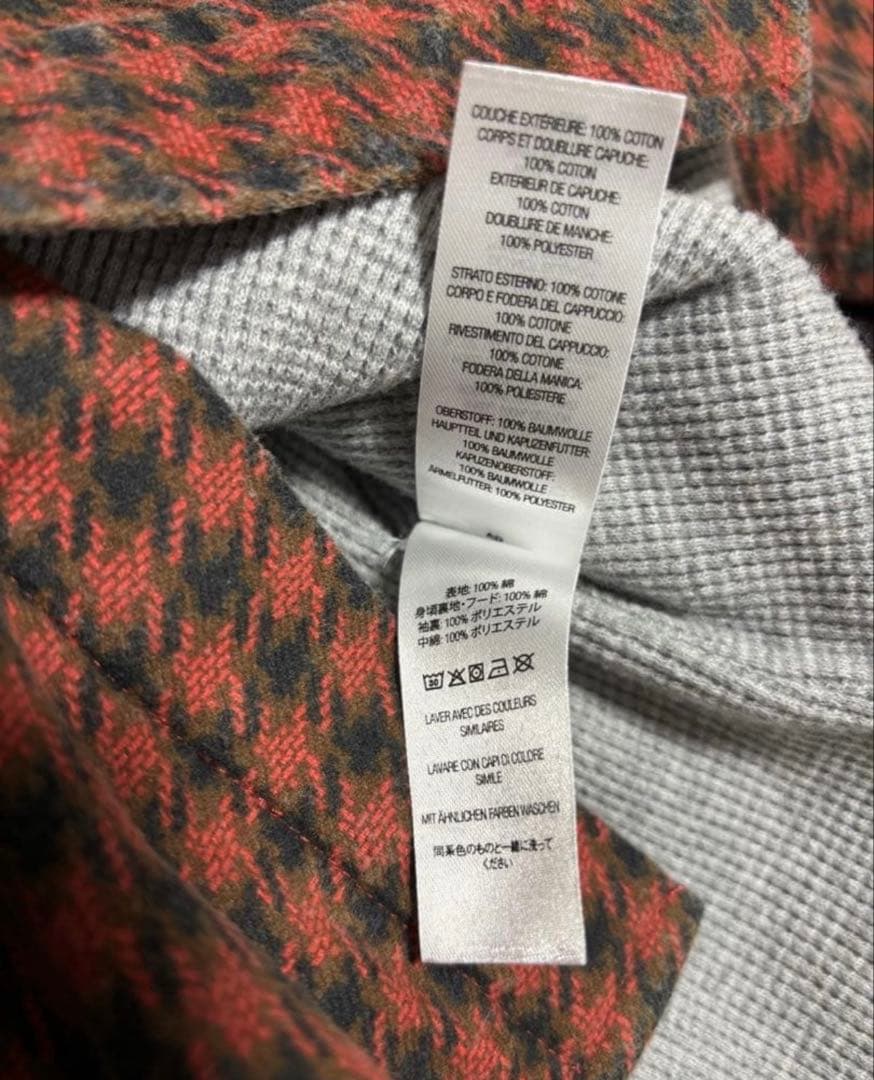 COUCHE EXTÉRIEURE: 100% COTON
CORPS ET DOUBLURE CAPUCHE:
100% COTON
EXTÉRIEUR DE CAPUCHE:
100% COTON
DOUBLURE DE MANCHE:
100% POLYESTER
STRATO ESTERNO: 100% COTONE
CORPO E FODERA DEL CAPPUCCIO:
100% COTONE
RIVESTIMENTO DEL CAPPUCCIO:
100% COTONE
FODERA DELLA MANICA:
100% POLIESTERE
OBERSTOFF: 100% BAUMWOLLE
HAUPTTEIL UND KAPUZENFUTTER:
100% BAUMWOLLE
KAPUZENOBERSTOFF:
100% BAUMWOLLE
ÄRMELFUTTER: 100% POLYESTER
表地: 100% 綿
身頃裏地・フード: 100% 綿
袖裏: 100% ポリエステル
中綿: 100% ポリエステル
30
LAVER AVEC DES COULEURS
SIMILAIRES
LAVARE CON CAPI DI COLORE
SIMILE
MIT ÄHNLICHEN FARBEN WASCHEN
同系色のものと一緒に洗って
ください